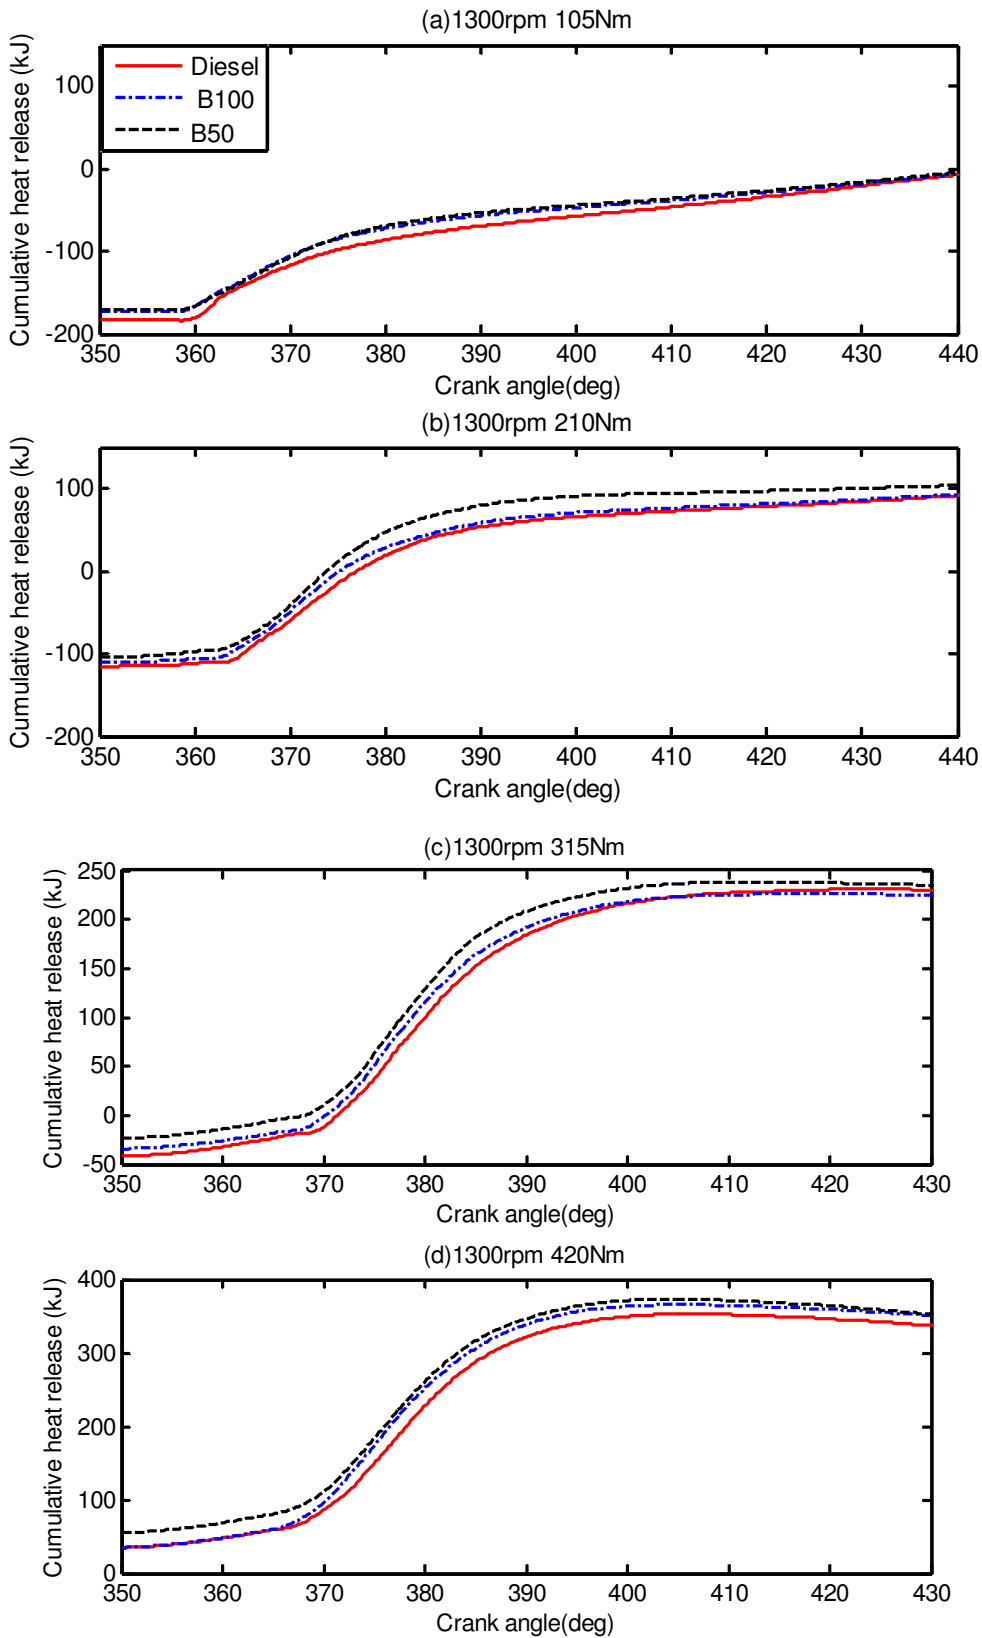 (a)1300rpm 105Nm
Cumulative heat release (kJ)
100
0
-100
-200
Diesel
B100
B50
350 360 370 380 390 400 410 420 430 440
Crank angle(deg)
(b)1300rpm 210Nm
Cumulative heat release (kJ)
100
0
-100
-200
350 360 370 380 390 400 410 420 430 440
Crank angle(deg)
(c)1300rpm 315Nm
Cumulative heat release (kJ)
250
200
150
100
50
0
-50
350 360 370 380 390 400 410 420 430
Crank angle(deg)
(d)1300rpm 420Nm
Cumulative heat release (kJ)
400
300
200
100
0
350 360 370 380 390 400 410 420 430
Crank angle(deg)